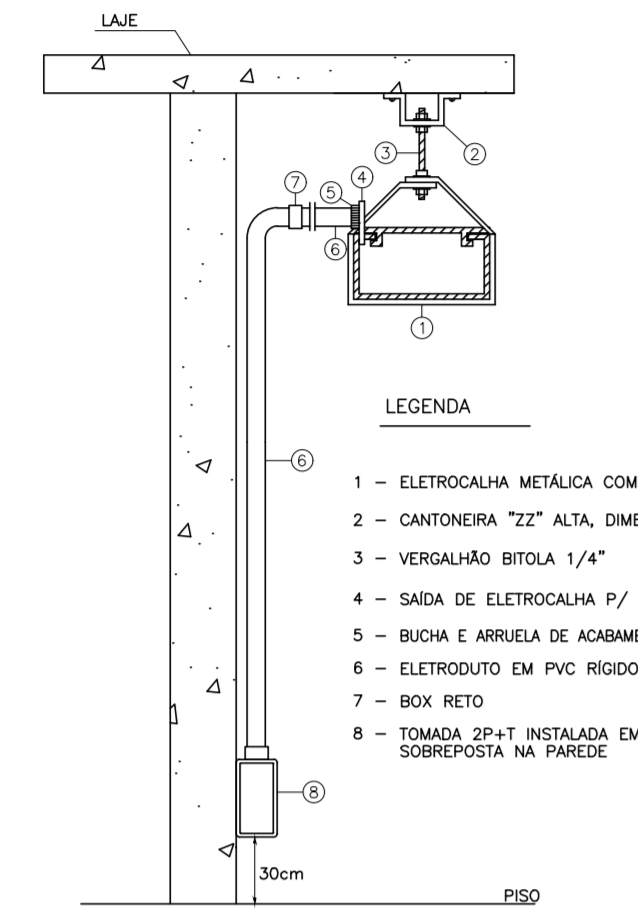 LAJE
2
3
4
5
7
6
1
LEGENDA
6
1 – ELETROCALHA METÁLICA COM
2 – CANTONEIRA "ZZ" ALTA,
3 – VERGALHÃO BITOLA 1/4"
4 – SAÍDA DE ELETROCALHA P/
5 – BUCHA E ARRUELA DE
6 – ELETRODUTO EM PVC RÍGIDO
7 – BOX RETO
8 – TOMADA 2P+T INSTALADA EM
SOBREPOSTA NA PAREDE
8
30cm
PISO